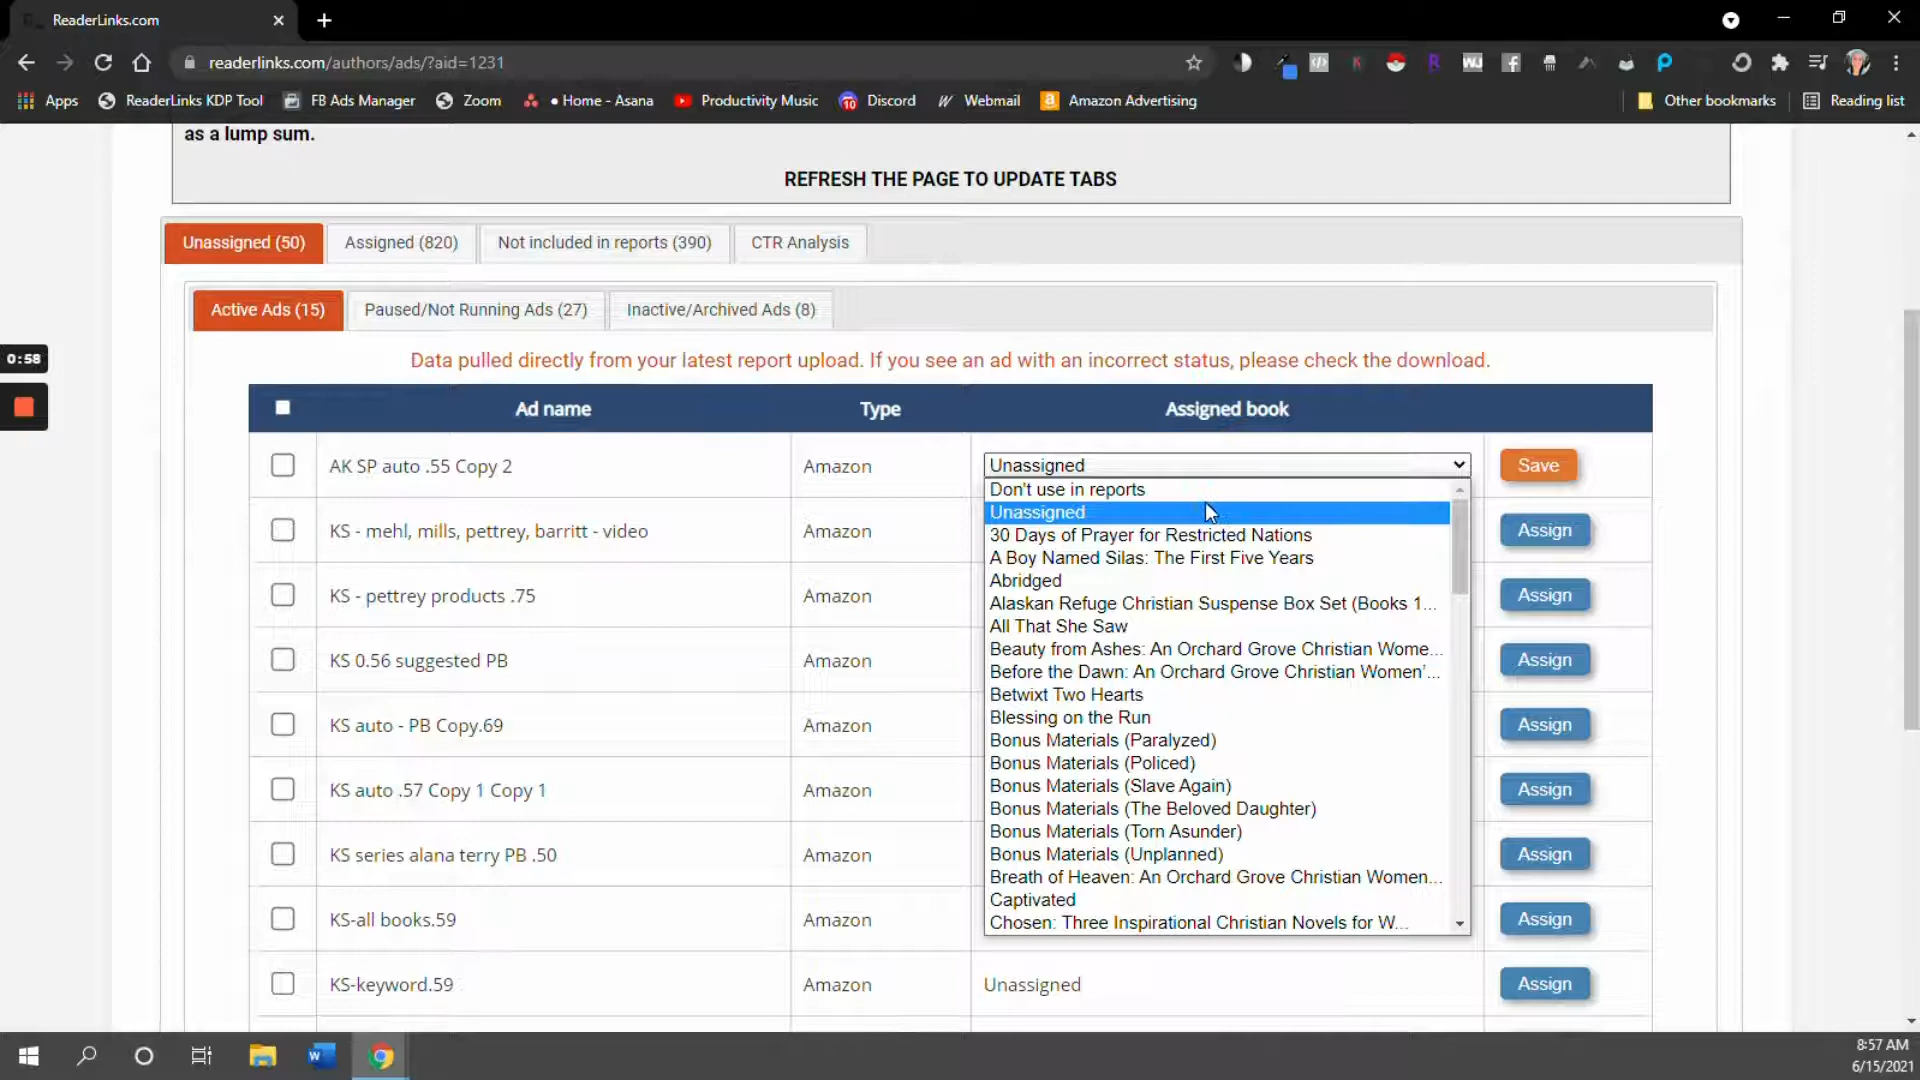 ReaderLinks.com
readerlinks.com/authors/ads/?aid=1231
Apps ReaderLinks KDP Tool FB Ads Manager Zoom • Home - Asana Productivity Music 10 Discord Webmail Amazon Advertising Other bookmarks Reading list
as a lump sum.
REFRESH THE PAGE TO UPDATE TABS
Unassigned (50) Assigned (820) Not included in reports (390) CTR Analysis
Active Ads (15) Paused/Not Running Ads (27) Inactive/Archived Ads (8)
0:58
Data pulled directly from your latest report upload. If you see an ad with an incorrect status, please check the download.
Ad name Type Assigned book
AK SP auto .55 Copy 2 Amazon Unassigned Save
Don't use in reports
Unassigned
30 Days of Prayer for Restricted Nations
A Boy Named Silas: The First Five Years
Abridged
Alaskan Refuge Christian Suspense Box Set (Books 1...
All That She Saw
Beauty from Ashes: An Orchard Grove Christian Wome...
Before the Dawn: An Orchard Grove Christian Women'...
Betwixt Two Hearts
Blessing on the Run
Bonus Materials (Paralyzed)
Bonus Materials (Policed)
Bonus Materials (Slave Again)
Bonus Materials (The Beloved Daughter)
Bonus Materials (Torn Asunder)
Bonus Materials (Unplanned)
Breath of Heaven: An Orchard Grove Christian Women...
Captivated
Chosen: Three Inspirational Christian Novels for W...
KS - mehl, mills, pettrey, barritt - video Amazon Assign
KS - pettrey products .75 Amazon Assign
KS 0.56 suggested PB Amazon Assign
KS auto - PB Copy.69 Amazon Assign
KS auto .57 Copy 1 Copy 1 Amazon Assign
KS series alana terry PB .50 Amazon Assign
KS-all books.59 Amazon Assign
KS-keyword.59 Amazon Unassigned Assign
8:57 AM
6/15/2021